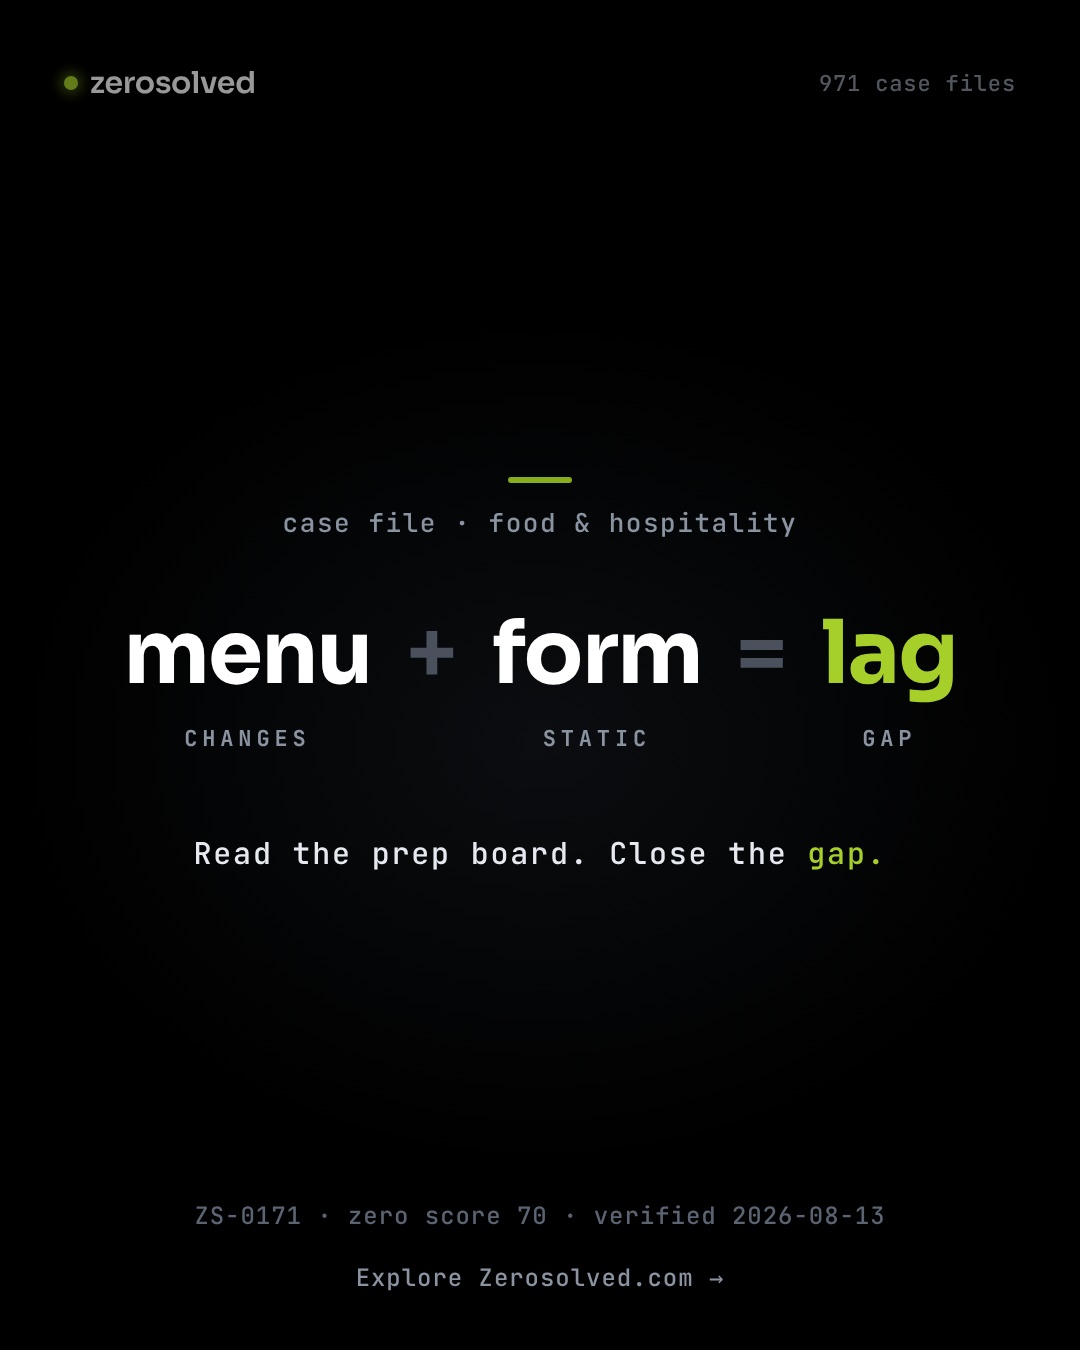 zerosolved
971 case files
case file · food & hospitality
menu + form = lag
CHANGES STATIC GAP
Read the prep board. Close the gap.
ZS-0171 · zero score 70 · verified 2026-08-13
Explore Zerosolved.com →